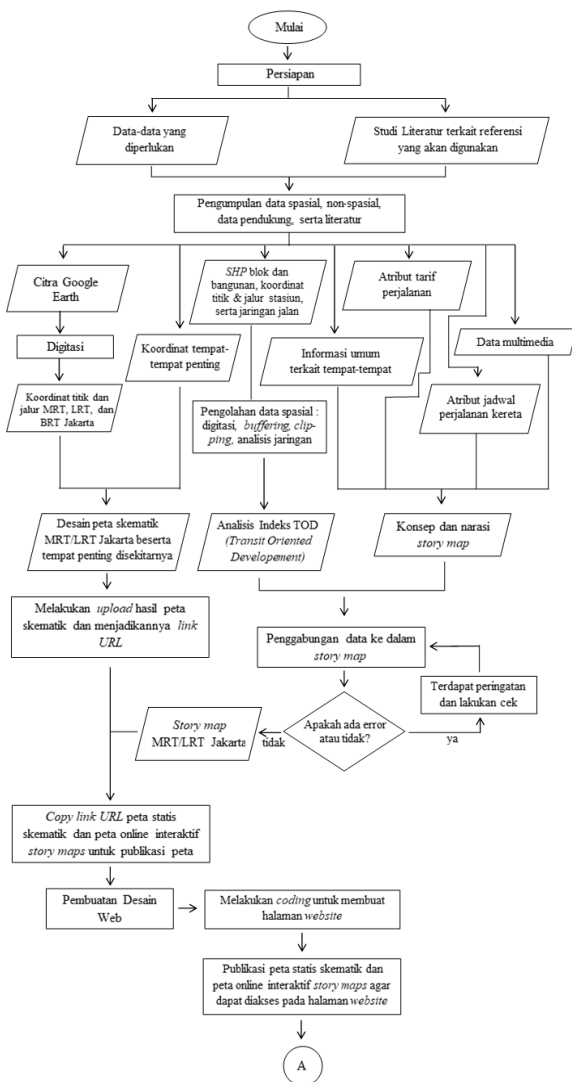 Mulai
Persiapan
Data-data yang
diperlukan
Studi Literatur terkait referensi
yang akan digunakan
Pengumpulan data spasial, non-spasial,
data pendukung, serta literatur
Citra Google
Earth
Digitasi
Koordinat titik dan
jalur MRT, LRT, dan
BRT Jakarta
Koordinat tempat-
tempat penting
SHP blok dan
bangunan, koordinat
titik & jalur stasiun,
serta jaringan jalan
Pengolahan data spasial :
digitasi, buffering, clip-
ping, analisis jaringan
Informasi umum
terkait tempat-tempat
Atribut tarif
perjalanan
Atribut jadwal
perjalanan kereta
Data multimedia
Desain peta skematik
MRT/LRT Jakarta beserta
tempat penting disekitarnya
Analisis Indeks TOD
(Transit Oriented
Developement)
Konsep dan narasi
story map
Melakukan upload hasil peta
skematik dan menjadikannya link
URL
Penggabungan data ke dalam
story map
Terdapat peringatan
dan lakukan cek
Apakah ada error
atau tidak?
ya
tidak
Story map
MRT/LRT Jakarta
Copy link URL peta statis
skematik dan peta online interaktif
story maps untuk publikasi peta
Pembuatan Desain
Web
Melakukan coding untuk membuat
halaman website
Publikasi peta statis skematik dan
peta online interaktif story maps agar
dapat diakses pada halaman website
A